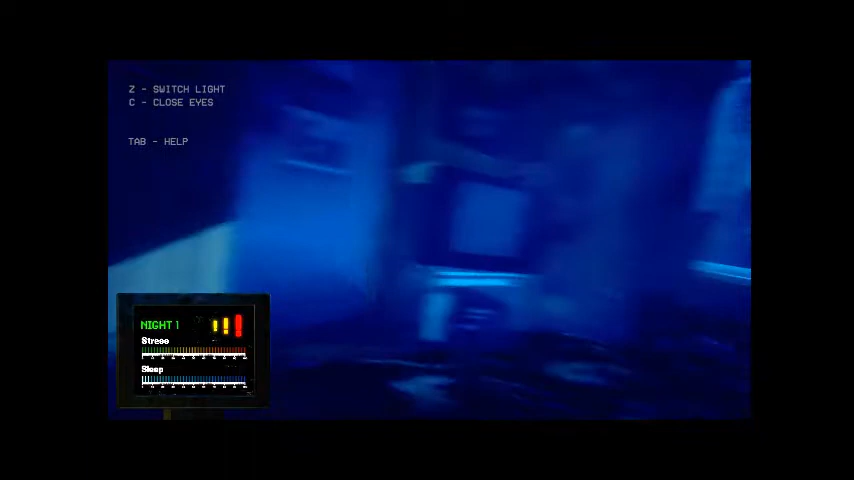 Z - SWITCH LIGHT
C - CLOSE EYES
TAB - HELP
NIGHT 1
Stress
Sleep